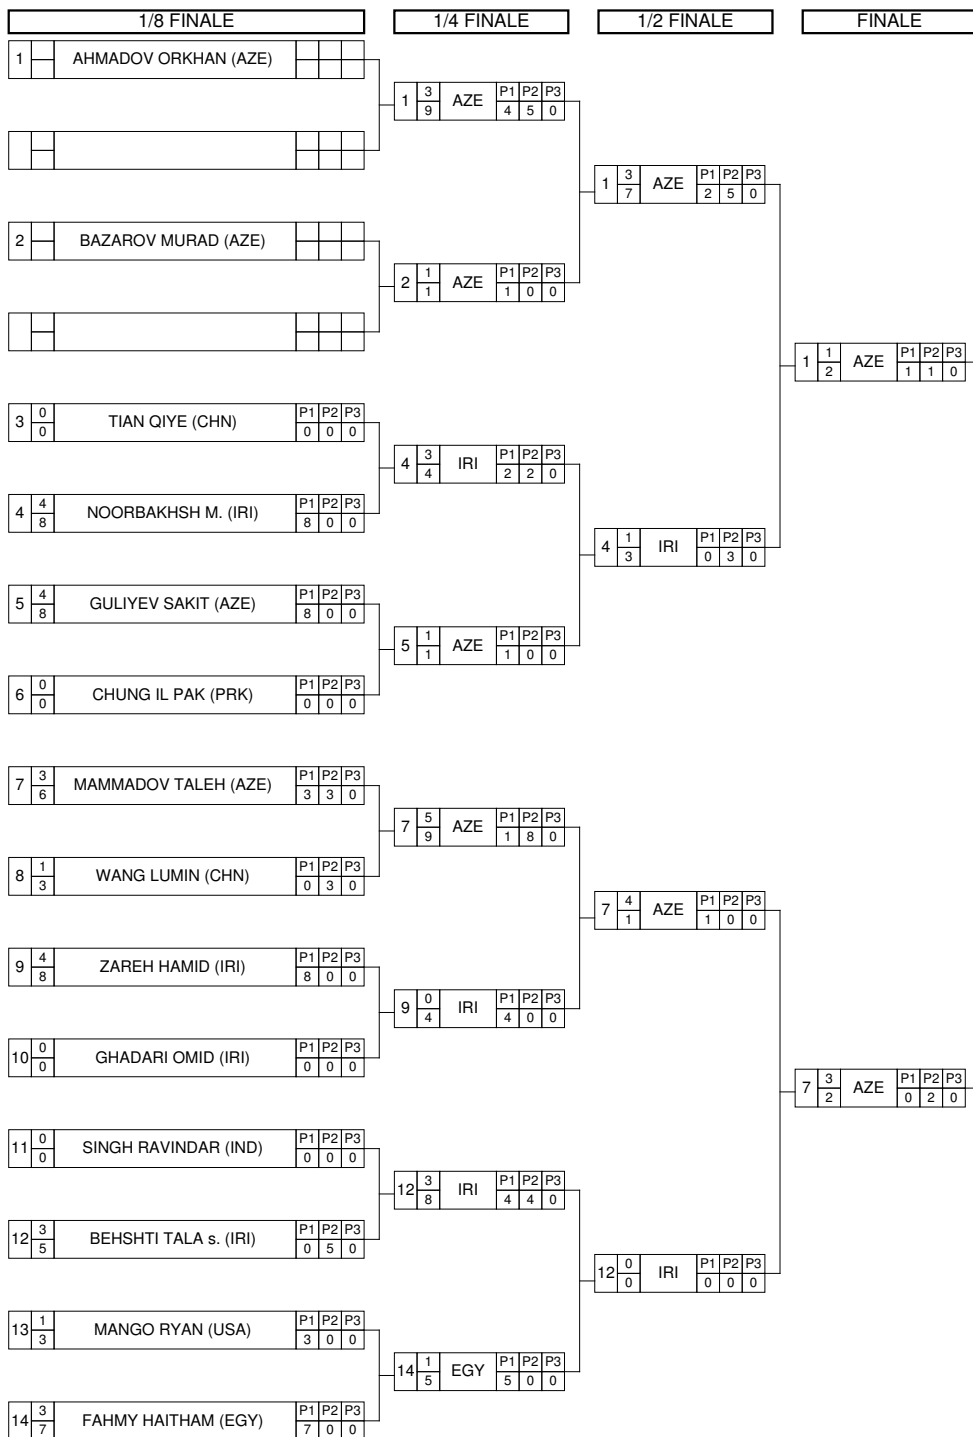 1/8 FINALE 1/4 FINALE 1/2 FINALE FINALE
1 AHMADOV ORKHAN (AZE)
1 3 9 AZE P1 P2 P3 4 5 0
1 3 7 AZE P1 P2 P3 2 5 0
2 BAZAROV MURAD (AZE)
2 1 1 AZE P1 P2 P3 1 0 0
1 1 2 AZE P1 P2 P3 1 1 0
3 0 0 TIAN QIYE (CHN) P1 P2 P3 0 0 0
4 3 4 IRI P1 P2 P3 2 2 0
4 4 8 NOORBAKHSH M. (IRI) P1 P2 P3 8 0 0
4 1 3 IRI P1 P2 P3 0 3 0
5 4 8 GULIYEV SAKIT (AZE) P1 P2 P3 8 0 0
5 1 1 AZE P1 P2 P3 1 0 0
6 0 0 CHUNG IL PAK (PRK) P1 P2 P3 0 0 0
7 3 6 MAMMADOV TALEH (AZE) P1 P2 P3 3 3 0
7 5 9 AZE P1 P2 P3 1 8 0
8 1 3 WANG LUMIN (CHN) P1 P2 P3 0 3 0
7 4 1 AZE P1 P2 P3 1 0 0
9 4 8 ZAREH HAMID (IRI) P1 P2 P3 8 0 0
9 0 4 IRI P1 P2 P3 4 0 0
10 0 0 GHADARI OMID (IRI) P1 P2 P3 0 0 0
7 3 2 AZE P1 P2 P3 0 2 0
11 0 0 SINGH RAVINDAR (IND) P1 P2 P3 0 0 0
12 3 8 IRI P1 P2 P3 4 4 0
12 3 5 BEHSHTI TALA s. (IRI) P1 P2 P3 0 5 0
12 0 0 IRI P1 P2 P3 0 0 0
13 1 3 MANGO RYAN (USA) P1 P2 P3 3 0 0
14 1 5 EGY P1 P2 P3 5 0 0
14 3 7 FAHMY HAITHAM (EGY) P1 P2 P3 7 0 0